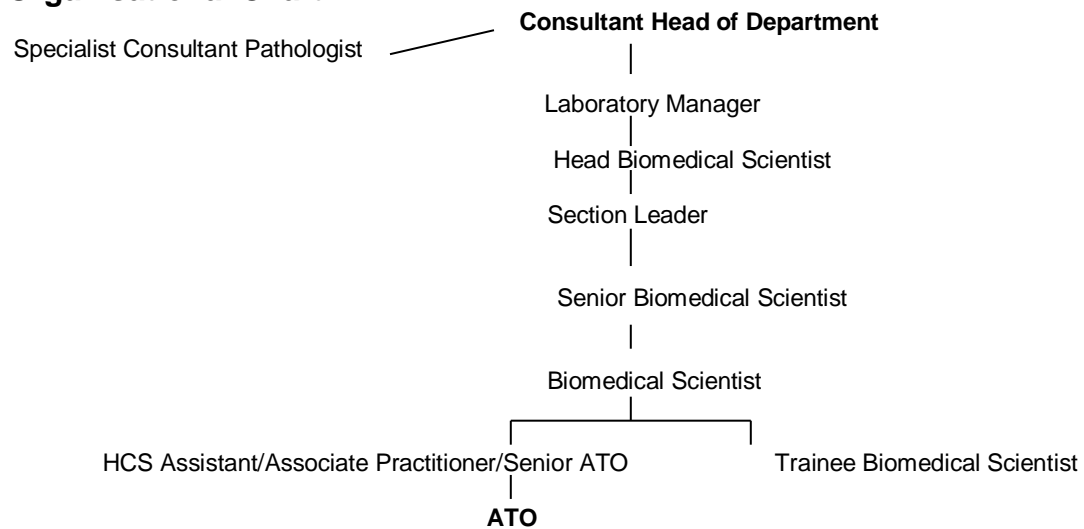 Consultant Head of Department
Specialist Consultant Pathologist
Laboratory Manager
Head Biomedical Scientist
Section Leader
Senior Biomedical Scientist
Biomedical Scientist
HCS Assistant/Associate Practitioner/Senior ATO Trainee Biomedical Scientist
ATO